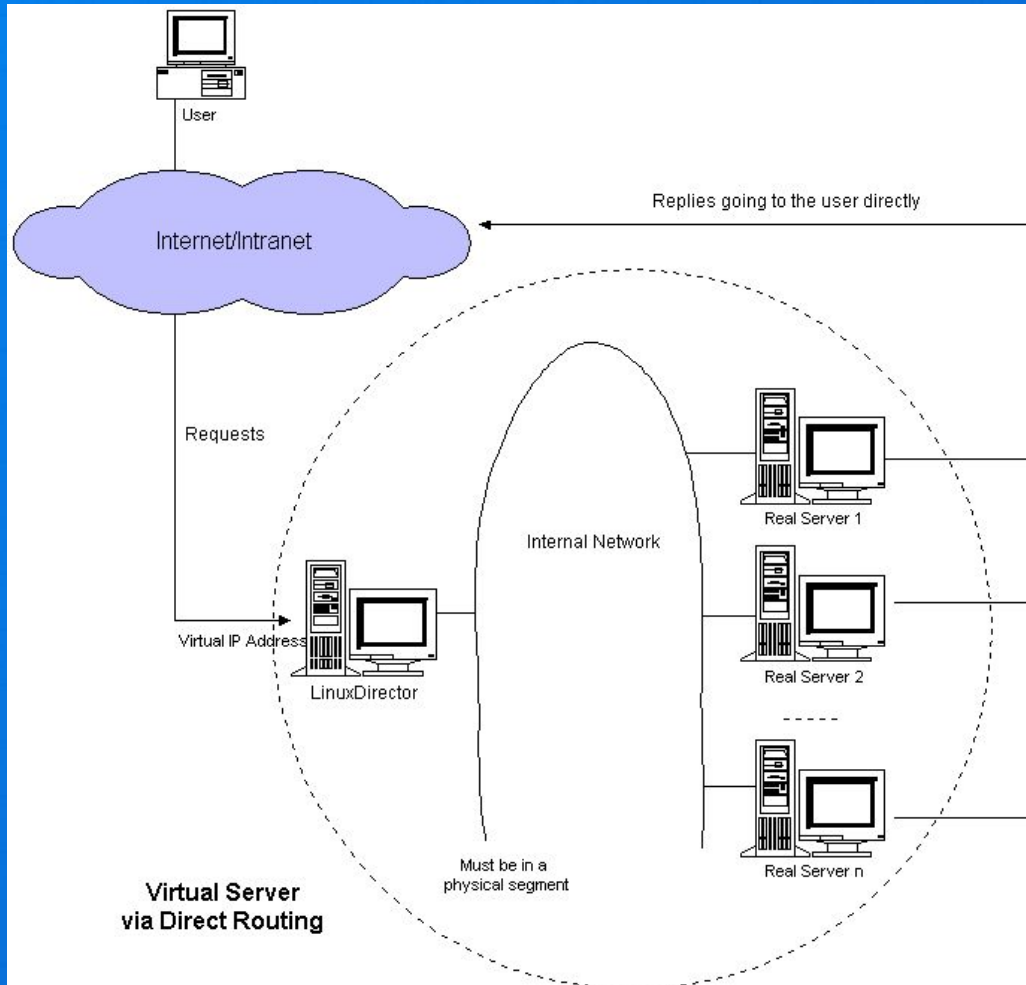 User
Replies going to the user directly
Internet/Intranet
Requests
Real Server 1
Internal Network
Virtual IP Address
LinuxDirector
Real Server 2
-----
Real Server n
Must be in a
physical segment
Virtual Server
via Direct Routing